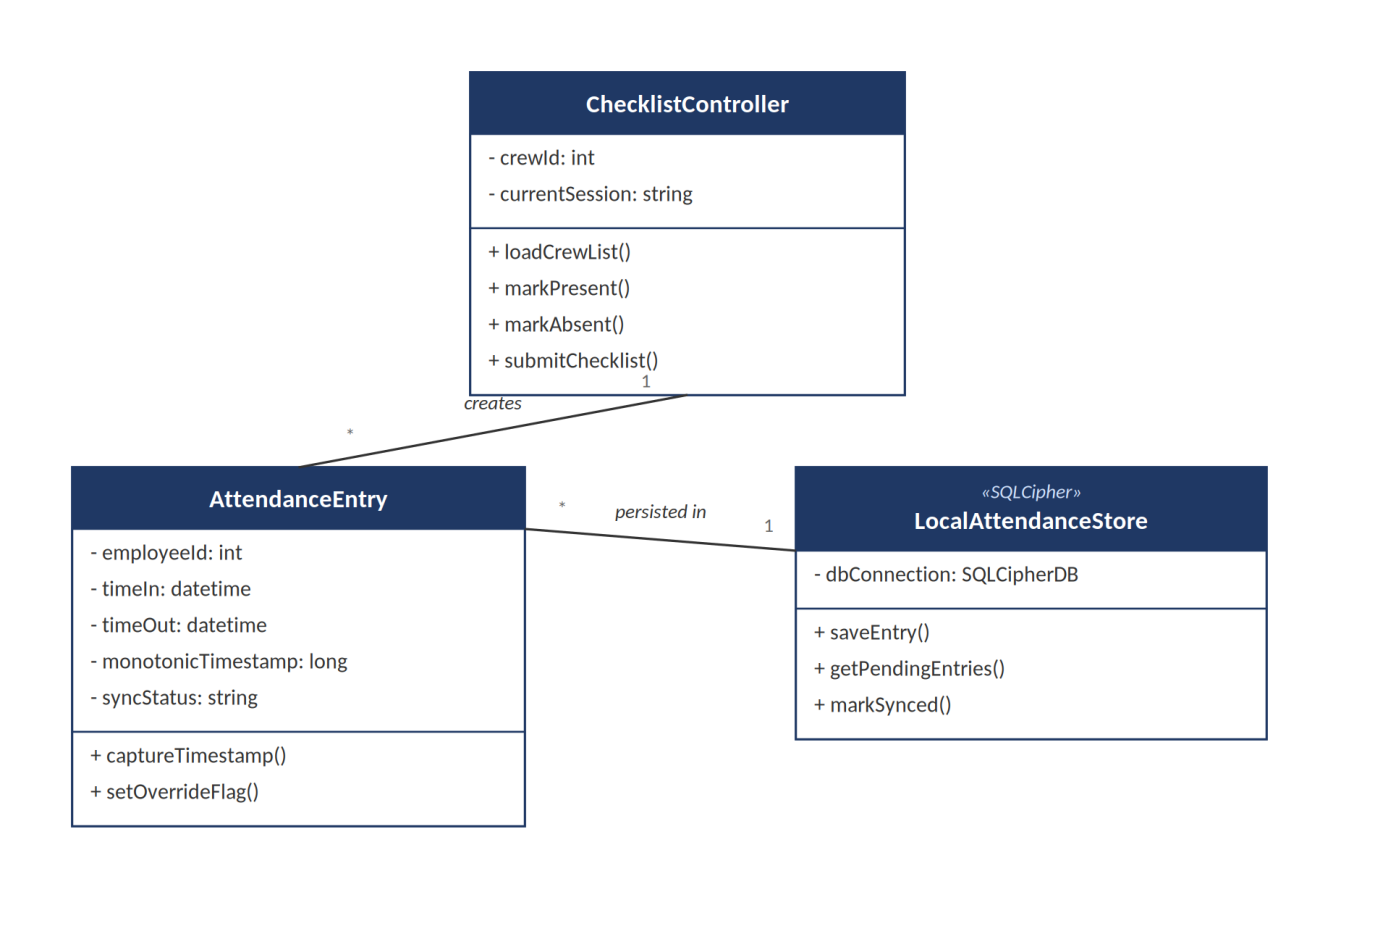 ChecklistController
- crewId: int
- currentSession: string
+ loadCrewList()
+ markPresent()
+ markAbsent()
+ submitChecklist()
1
creates
*
AttendanceEntry
- employeeId: int
- timeIn: datetime
- timeOut: datetime
- monotonicTimestamp: long
- syncStatus: string
+ captureTimestamp()
+ setOverrideFlag()
*
persisted in
1
«SQLCipher»
LocalAttendanceStore
- dbConnection: SQLCipherDB
+ saveEntry()
+ getPendingEntries()
+ markSynced()